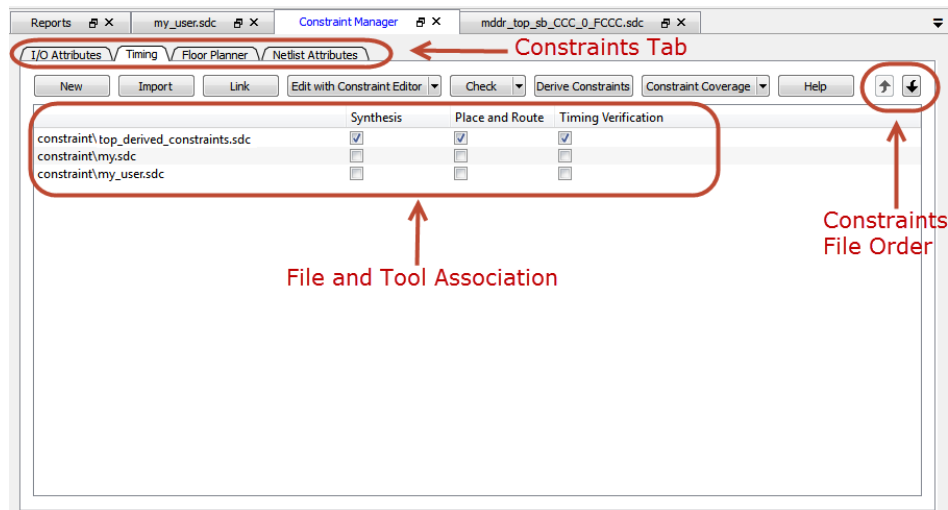 Reports my_user.sdc Constraint Manager mddr_top_sb_CCC_0_FCCC.sdc
I/O Attributes Timing Floor Planner Netlist Attributes Constraints Tab
New Import Link Edit with Constraint Editor Check Derive Constraints Constraint Coverage Help
Synthesis Place and Route Timing Verification
constraint\top_derived_constraints.sdc
constraint\my.sdc
constraint\my_user.sdc
Constraints
File Order
File and Tool Association